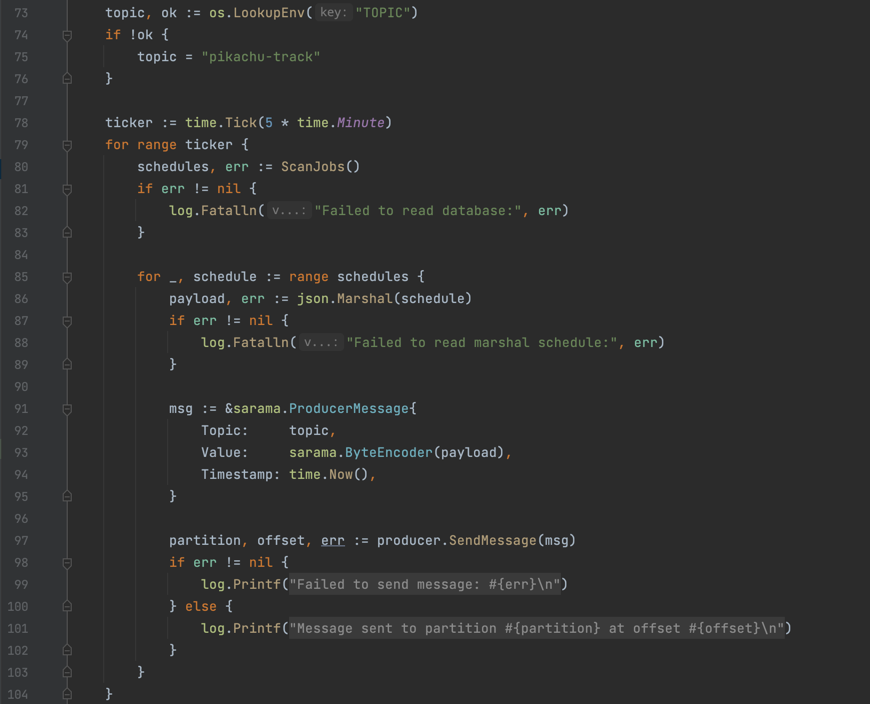 73 topic, ok := os.LookupEnv( key: "TOPIC")
74 if !ok {
75 topic = "pikachu-track"
76 }
77
78 ticker := time.Tick(5 * time.Minute)
79 for range ticker {
80 schedules, err := ScanJobs()
81 if err != nil {
82 log.Fatalln( v...: "Failed to read database:", err)
83 }
84
85 for _, schedule := range schedules {
86 payload, err := json.Marshal(schedule)
87 if err != nil {
88 log.Fatalln( v...: "Failed to read marshal schedule:", err)
89 }
90
91 msg := &sarama.ProducerMessage{
92 Topic: topic,
93 Value: sarama.ByteEncoder(payload),
94 Timestamp: time.Now(),
95 }
96
97 partition, offset, err := producer.SendMessage(msg)
98 if err != nil {
99 log.Printf("Failed to send message: #{err}\n")
100 } else {
101 log.Printf("Message sent to partition #{partition} at offset #{offset}\n")
102 }
103 }
104 }